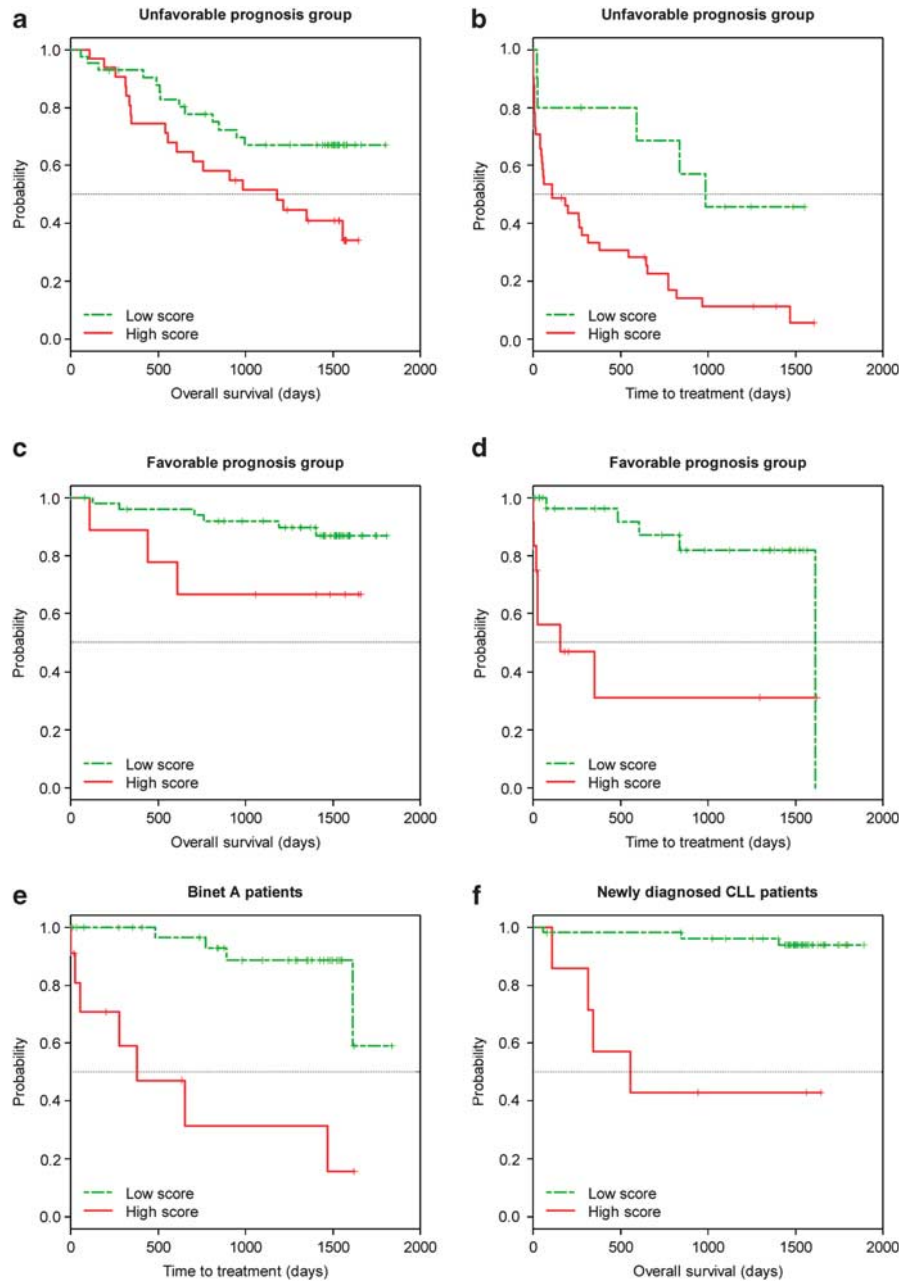 a
Unfavorable prognosis group
1.0
0.8
0.6
0.4
0.2
0.0
Probability
Low score
High score
0 500 1000 1500 2000
Overall survival (days)
b
Unfavorable prognosis group
1.0
0.8
0.6
0.4
0.2
0.0
Probability
Low score
High score
0 500 1000 1500 2000
Time to treatment (days)
c
Favorable prognosis group
1.0
0.8
0.6
0.4
0.2
0.0
Probability
Low score
High score
0 500 1000 1500 2000
Overall survival (days)
d
Favorable prognosis group
1.0
0.8
0.6
0.4
0.2
0.0
Probability
Low score
High score
0 500 1000 1500 2000
Time to treatment (days)
e
Binet A patients
1.0
0.8
0.6
0.4
0.2
0.0
Probability
Low score
High score
0 500 1000 1500 2000
Time to treatment (days)
f
Newly diagnosed CLL patients
1.0
0.8
0.6
0.4
0.2
0.0
Probability
Low score
High score
0 500 1000 1500 2000
Overall survival (days)